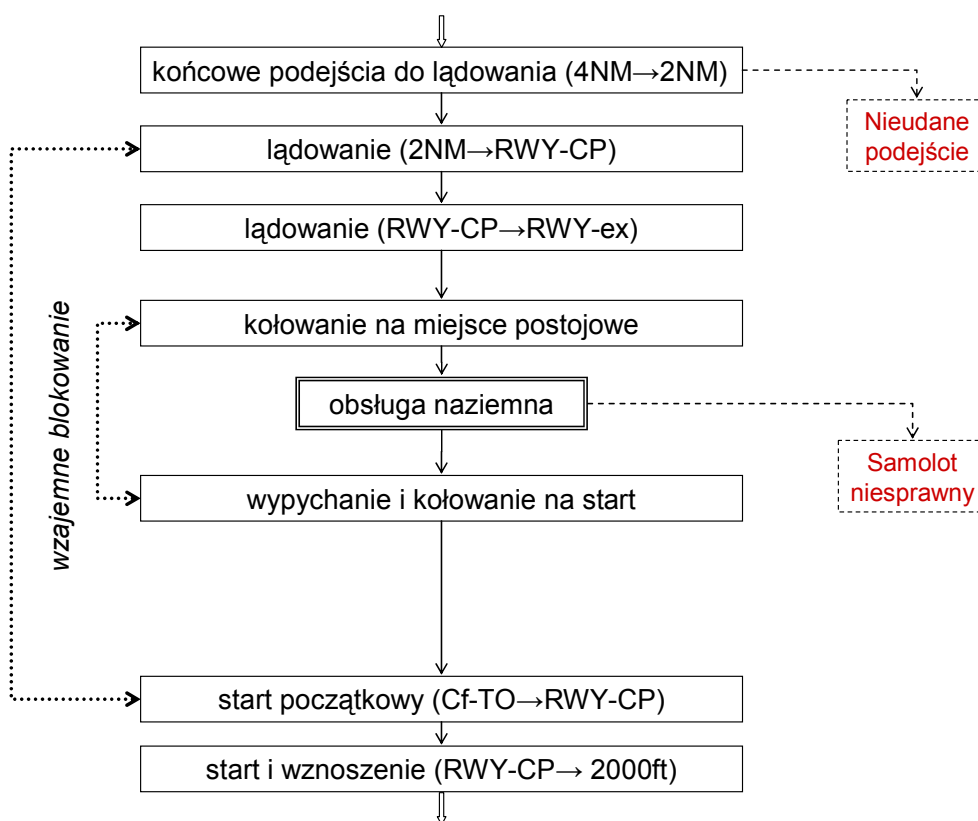 końcowe podejścia do lądowania (4NM→2NM)
Nieudane
podejście
lądowanie (2NM→RWY-CP)
lądowanie (RWY-CP→RWY-ex)
wzajemne blokowanie
kołowanie na miejsce postojowe
obsługa naziemna
Samolot
niesprawny
wypychanie i kołowanie na start
start początkowy (Cf-TO→RWY-CP)
start i wznoszenie (RWY-CP→ 2000ft)